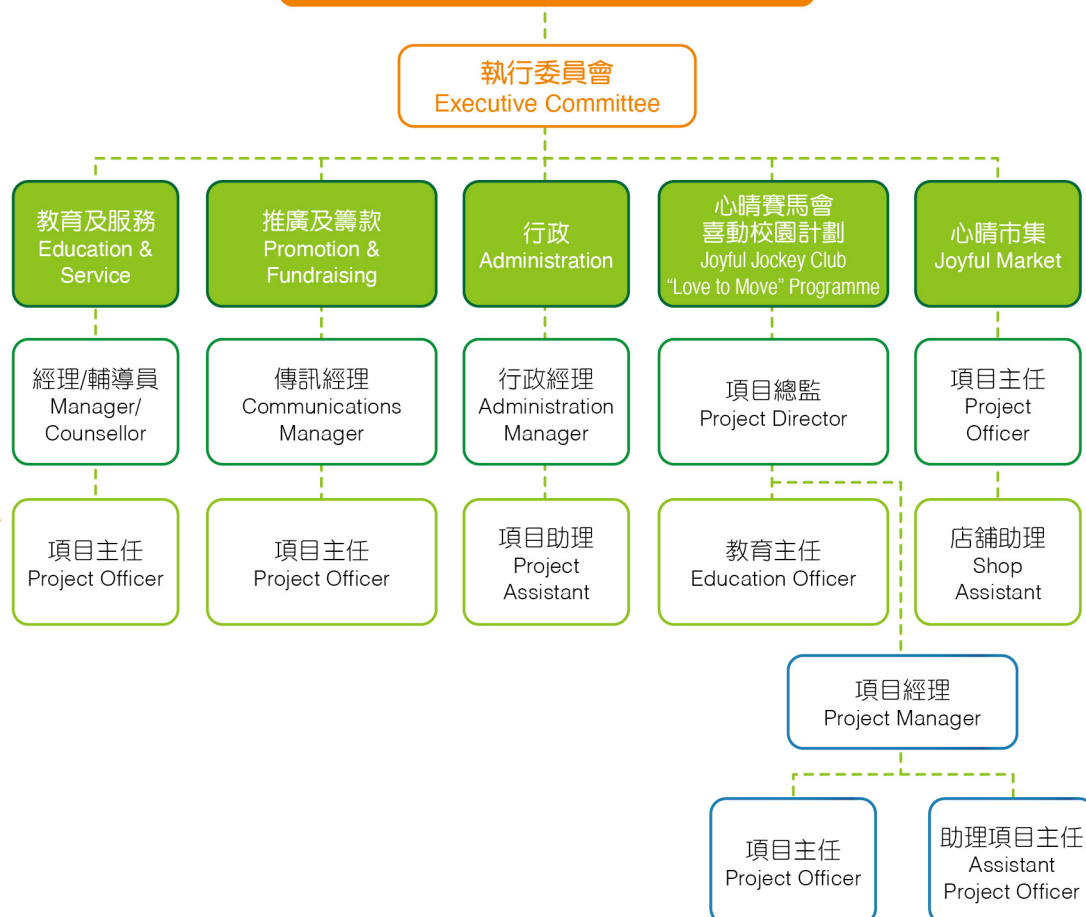 執行委員會
Executive Committee
教育及服務
Education &
Service
推廣及籌款
Promotion &
Fundraising
行政
Administration
心晴賽馬會
喜動校園計劃
Joyful Jockey Club
“Love to Move” Programme
心晴市集
Joyful Market
經理/輔導員
Manager/
Counsellor
傳訊經理
Communications
Manager
行政經理
Administration
Manager
項目總監
Project Director
項目主任
Project
Officer
項目主任
Project Officer
項目主任
Project Officer
項目助理
Project
Assistant
教育主任
Education Officer
店舖助理
Shop
Assistant
項目經理
Project Manager
項目主任
Project Officer
助理項目主任
Assistant
Project Officer